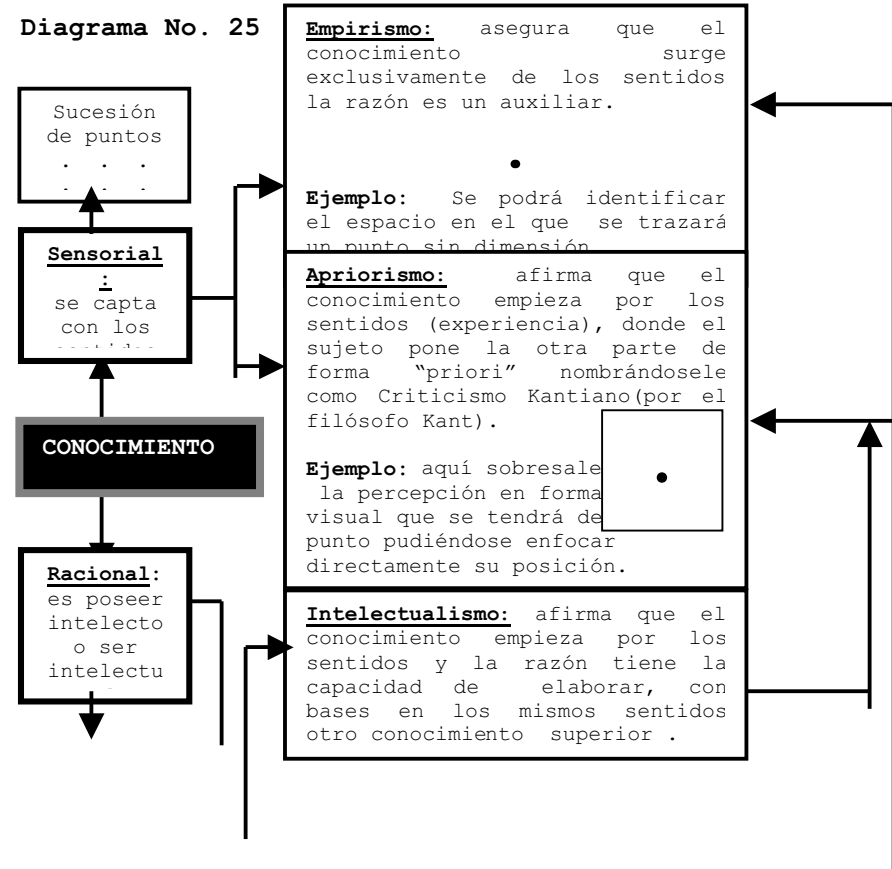 Diagrama No. 25
Sucesión
de puntos
. . .
. . .
Sensorial
:
se capta
con los
sentidos
CONOCIMIENTO
Racional:
es poseer
intelecto
o ser
intelectu
Empirismo: asegura que el
conocimiento surge
exclusivamente de los sentidos
la razón es un auxiliar.
Ejemplo: Se podrá identificar
el espacio en el que se trazará
un punto sin dimensión
Apriorismo: afirma que el
conocimiento empieza por los
sentidos (experiencia), donde el
sujeto pone la otra parte de
forma “priori” nombrándosele
como Criticismo Kantiano(por el
filósofo Kant).
Ejemplo: aquí sobresale
la percepción en forma
visual que se tendrá de
punto pudiéndose enfocar
directamente su posición.
Intelectualismo: afirma que el
conocimiento empieza por los
sentidos y la razón tiene la
capacidad de elaborar, con
bases en los mismos sentidos
otro conocimiento superior .